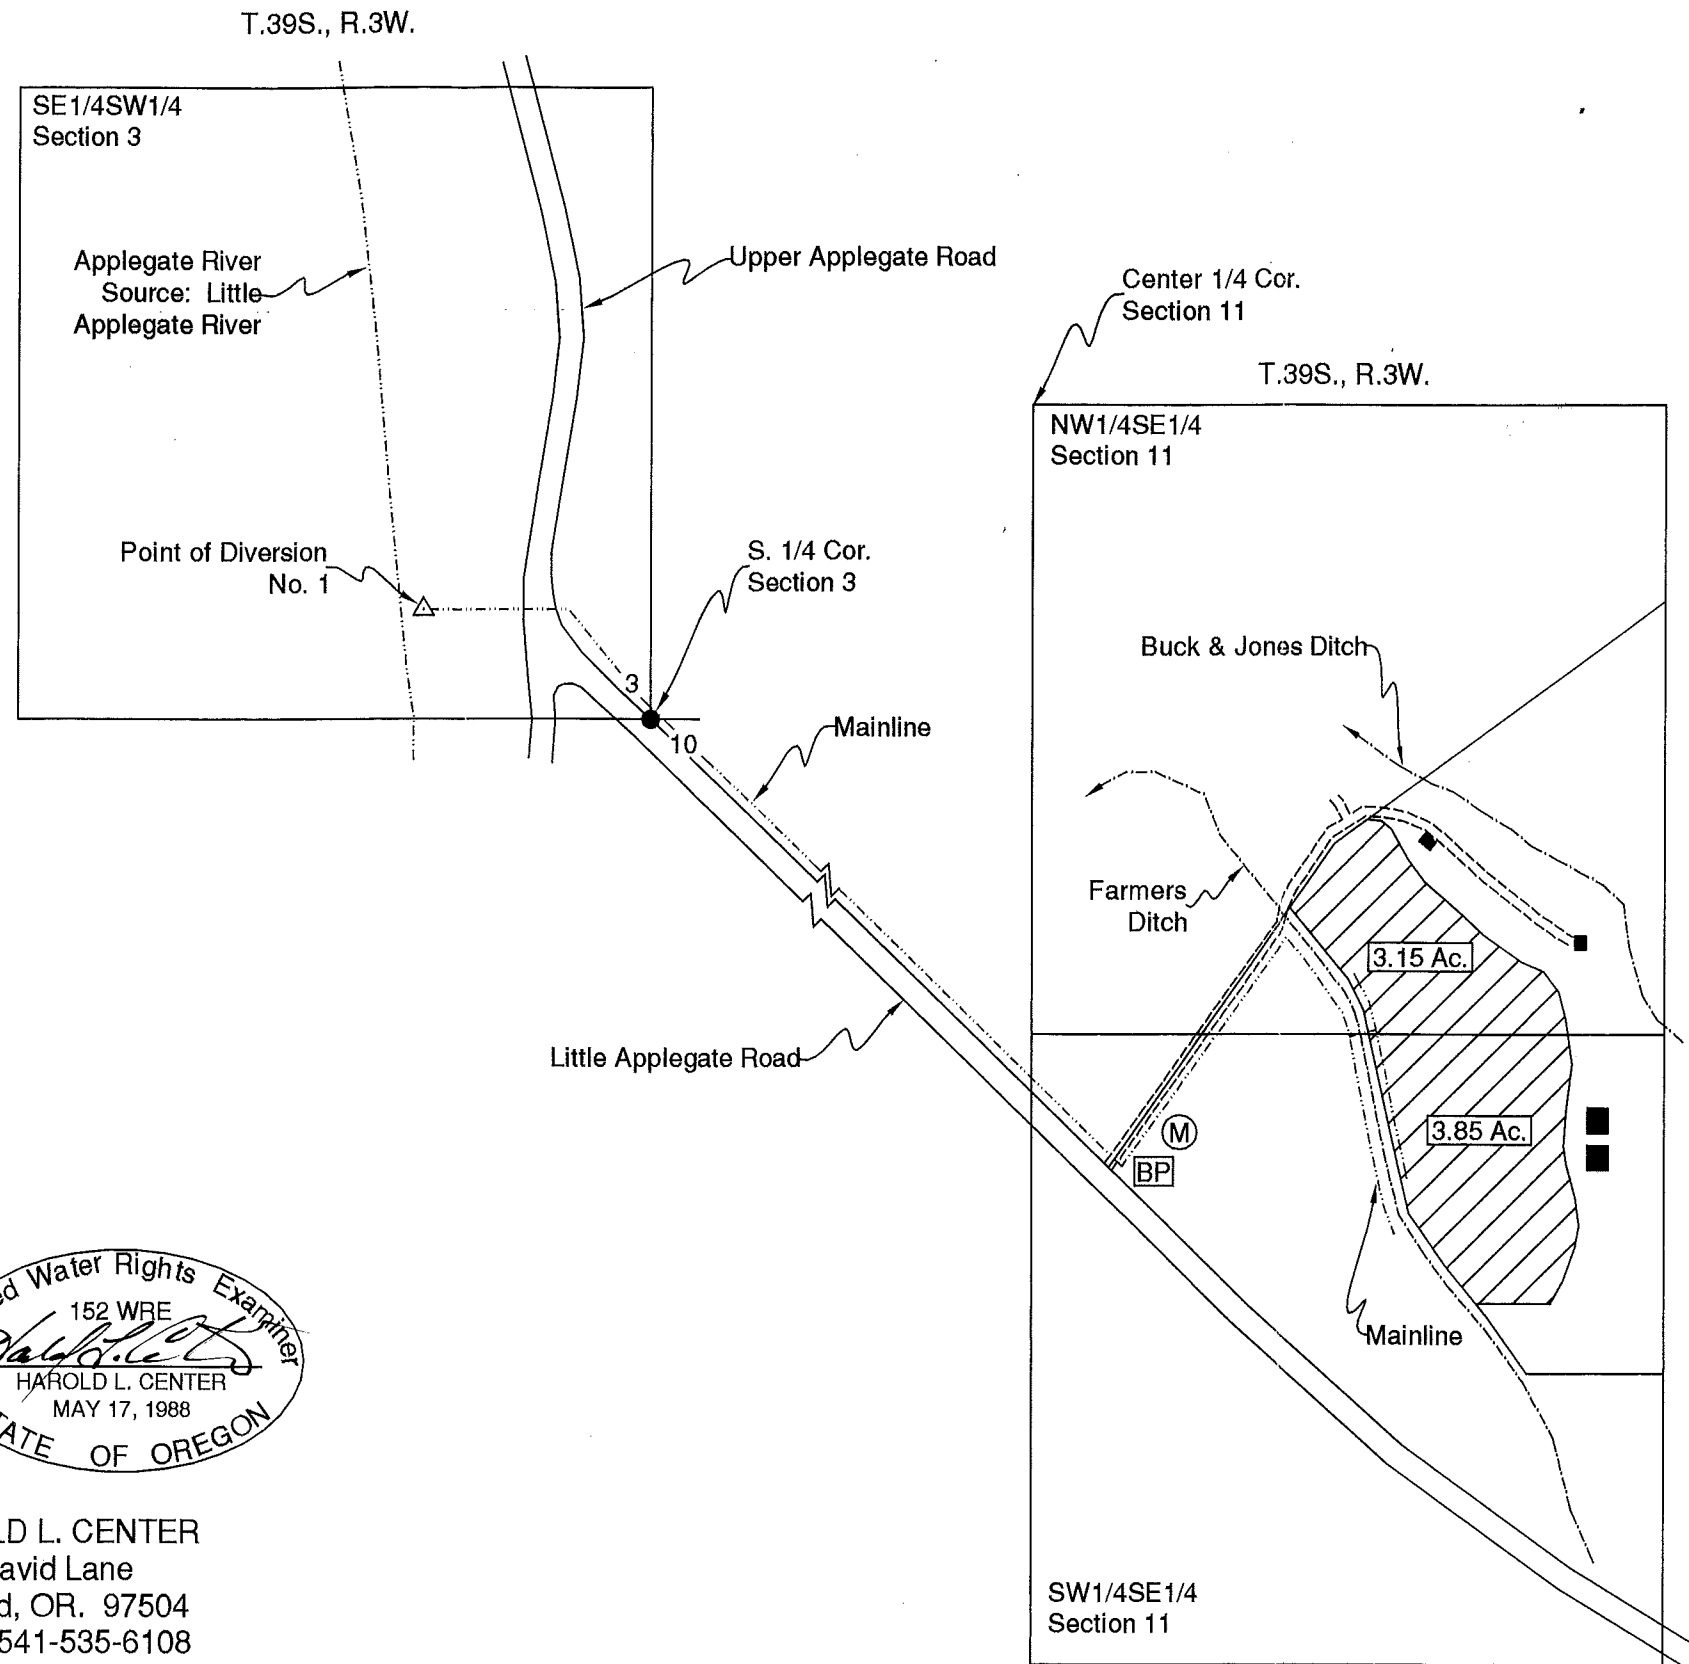 T.39S., R.3W.
SE1/4SW1/4
Section 3
Applegate River
Source: Little
Applegate River
Upper Applegate Road
Center 1/4 Cor.
Section 11
T.39S., R.3W.
NW1/4SE1/4
Section 11
Point of Diversion
No. 1
S. 1/4 Cor.
Section 3
3
10
Mainline
Buck & Jones Ditch
Farmers
Ditch
3.15 Ac.
Little Applegate Road
M
BP
3.85 Ac.
Mainline
Water Rights Examiner
152 WRE
HAROLD L. CENTER
MAY 17, 1988
OF OREGON
L. CENTER
Lane
OR. 97504
541-535-6108
SW1/4SE1/4
Section 11